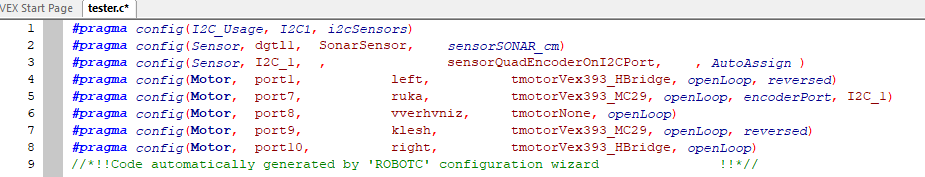 VEX Start Page tester.c*
1 #pragma config(I2C_Usage, I2C1, i2cSensors)
2 #pragma config(Sensor, dgtl1, SonarSensor, sensorSONAR_cm)
3 #pragma config(Sensor, I2C_1, , sensorQuadEncoderOnI2CPort, , AutoAssign )
4 #pragma config(Motor, port1, left, tmotorVex393_HBridge, openLoop, reversed)
5 #pragma config(Motor, port7, ruka, tmotorVex393_MC29, openLoop, encoderPort, I2C_1)
6 #pragma config(Motor, port8, vverhvniz, tmotorNone, openLoop)
7 #pragma config(Motor, port9, klesh, tmotorVex393_MC29, openLoop, reversed)
8 #pragma config(Motor, port10, right, tmotorVex393_HBridge, openLoop)
9 //*!!Code automatically generated by 'ROBOTC' configuration wizard !!*//